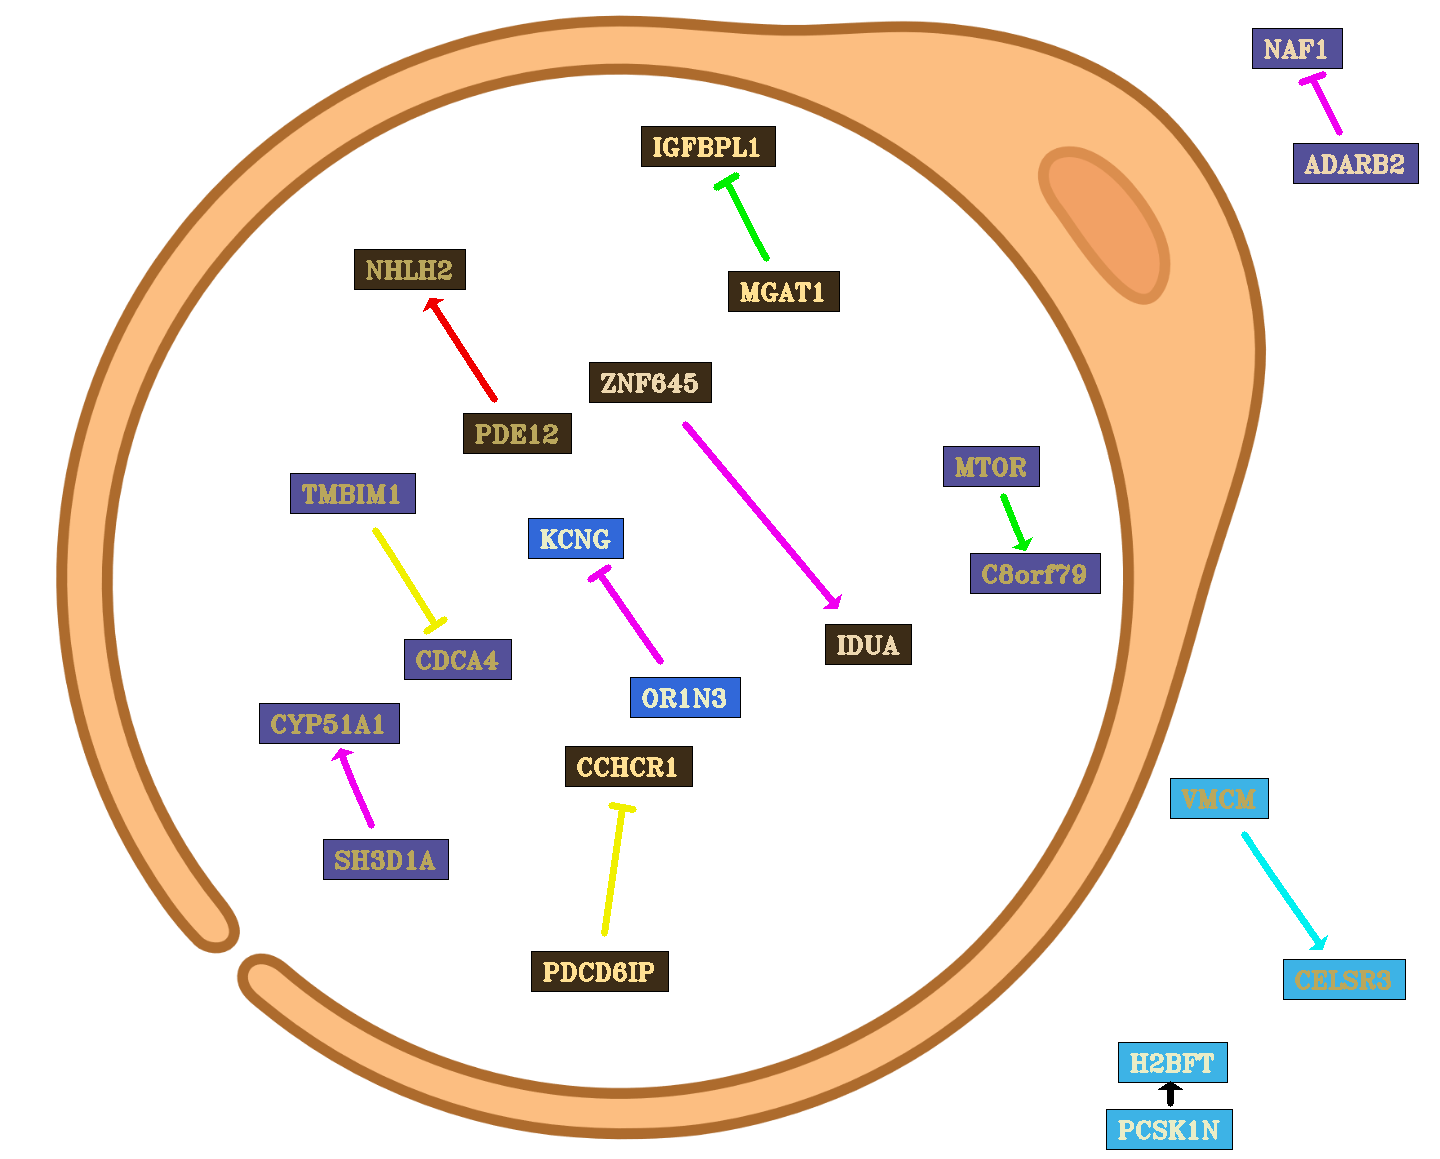 NAF1
IGFBPL1
ADARB2
NHLH2
MGAT1
ZNF645
PDE12
MTOR
TMBIM1
KCNG
C8orf79
IDUA
CDCA4
OR1N3
CYP51A1
CCHCR1
VMCM
SH3D1A
PDCD6IP
CELSR3
H2BFT
PCSK1N